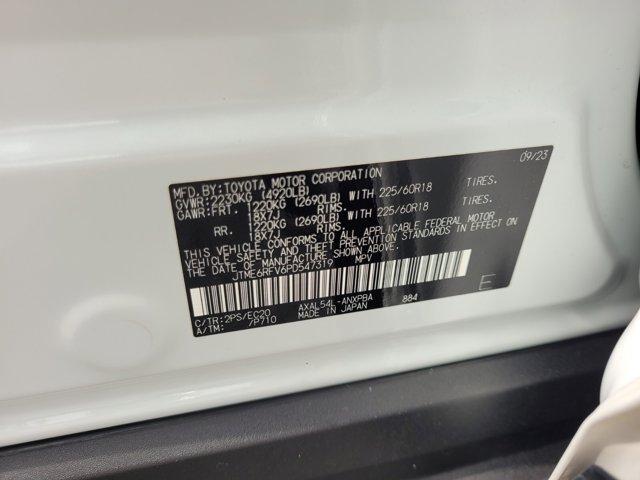 MFD. BY: TOYOTA MOTOR CORPORATION 09/23
GVWR: 2230KG (4920LB)
GAWR: FRT. 1220KG (2690LB) WITH 225/60R18 TIRES.
18X7J RIMS.
RR. 1220KG (2690LB) WITH 225/60R18 TIRES.
18X7J RIMS.
THIS VEHICLE CONFORMS TO ALL APPLICABLE FEDERAL MOTOR
VEHICLE SAFETY AND THEFT PREVENTION STANDARDS IN EFFECT
ON THE DATE OF MANUFACTURE SHOWN ABOVE.
JTME6RFV6PD547319 MPV
E
C/TR: 2PS/EC20 AXAL54L-ANXPBA 884
A/TM: /P710 MADE IN JAPAN